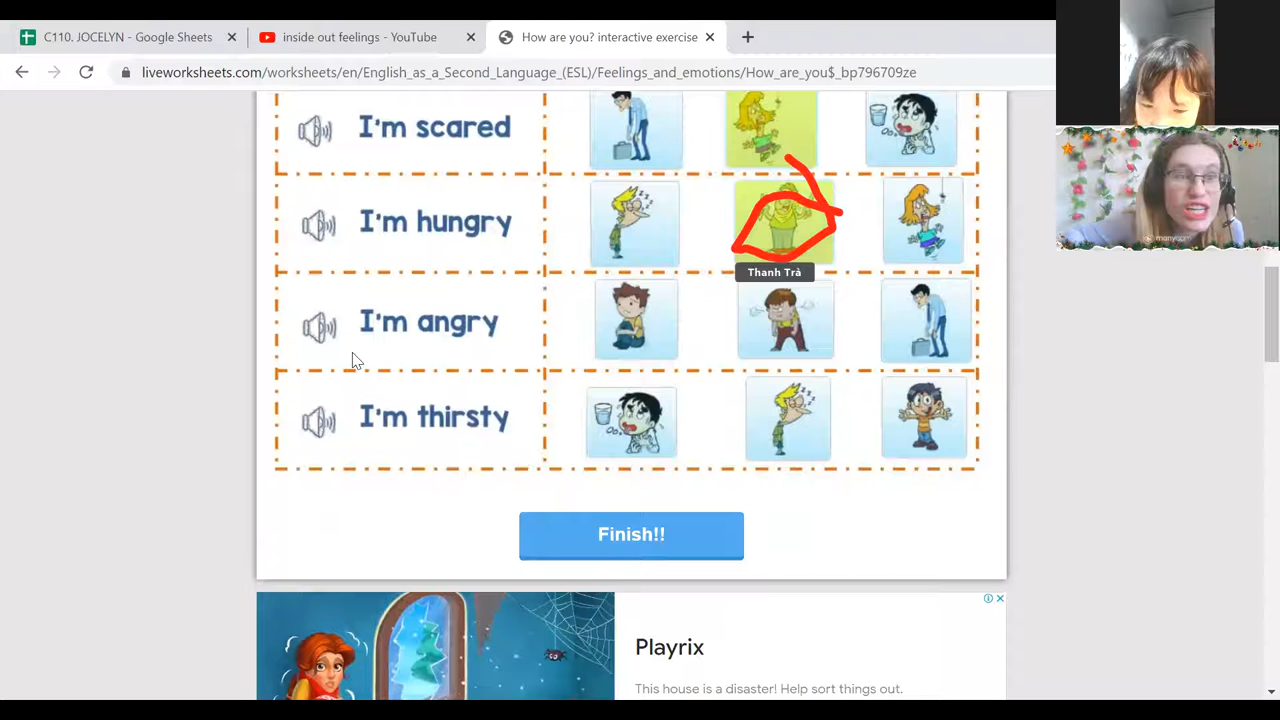 C110. JOCELYN - Google Sheets
inside out feelings - YouTube
How are you? interactive exercise
liveworksheets.com/worksheets/en/English_as_a_Second_Language_(ESL)/Feelings_and_emotions/How_are_you$_bp796709ze
I'm scared
I'm hungry
Thanh Trà
I'm angry
I'm thirsty
Finish!!
Playrix
This house is a disaster! Help sort things out.